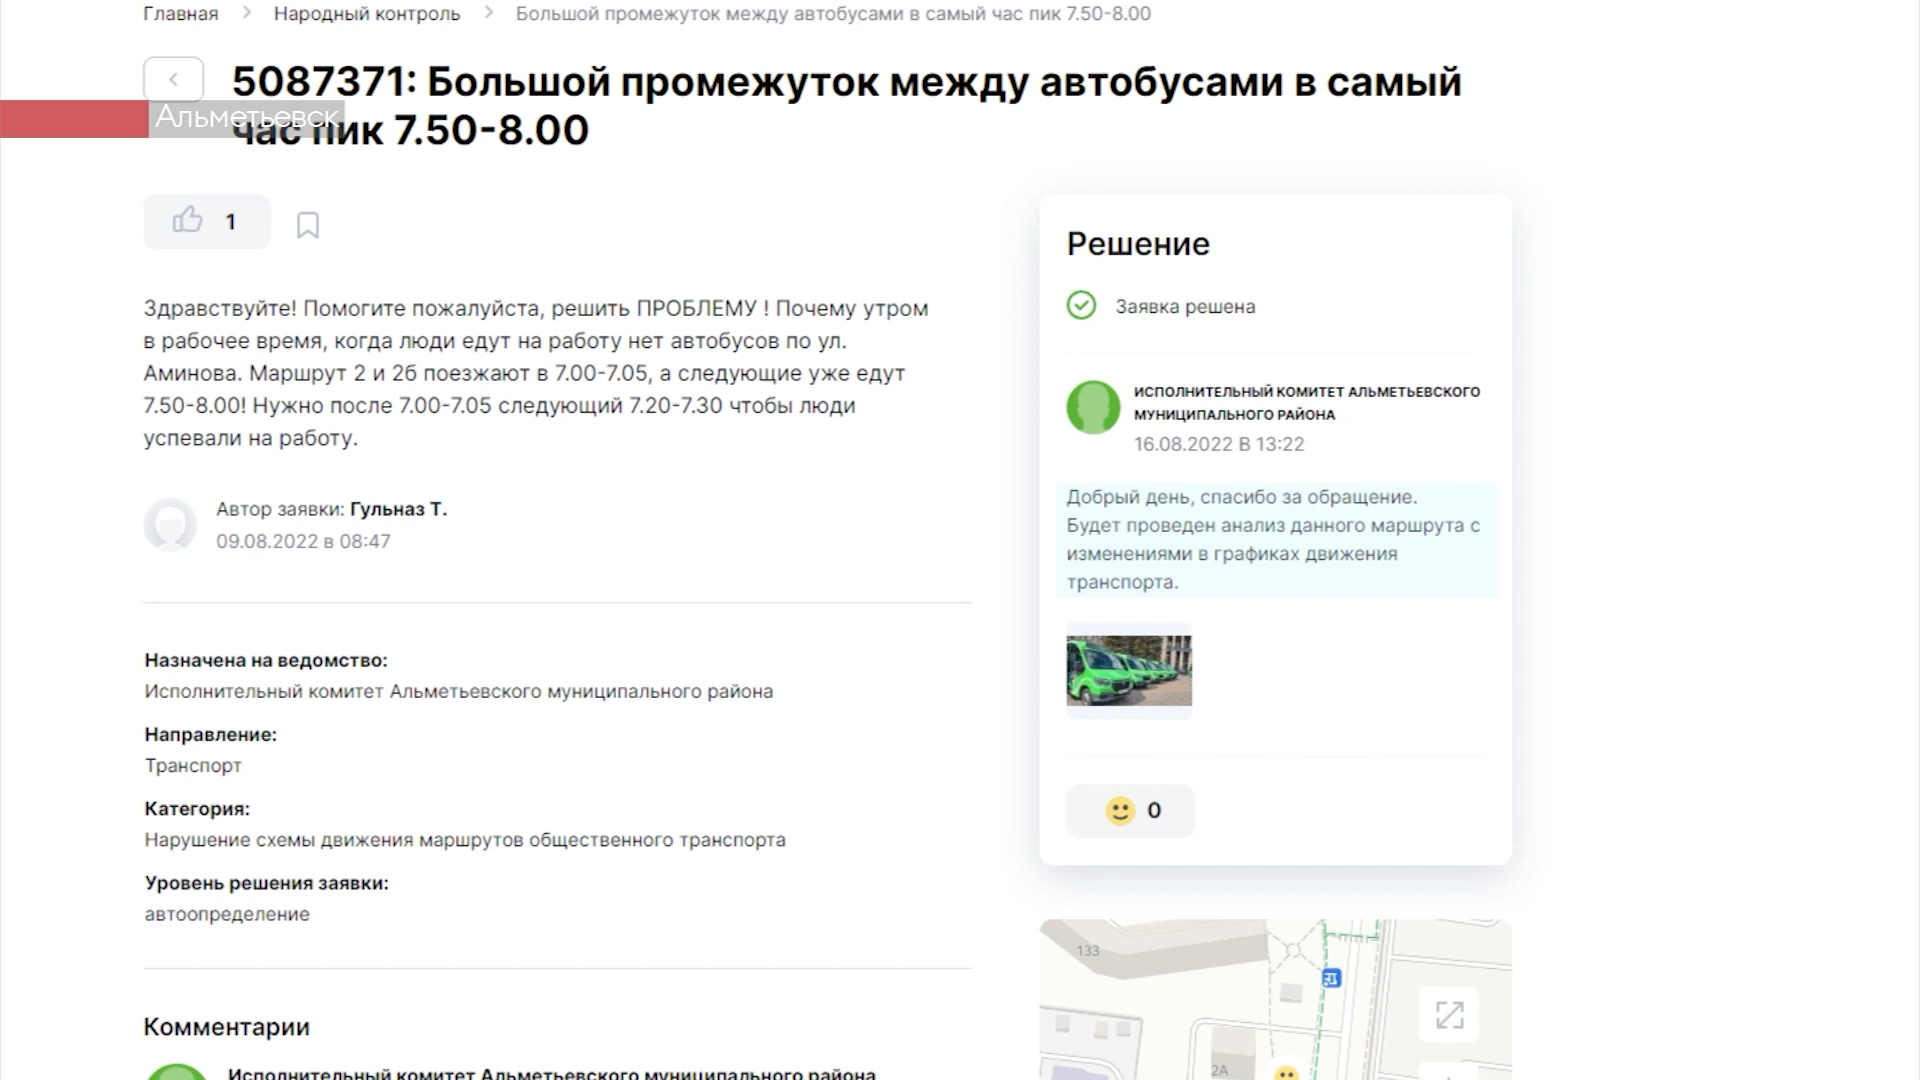 Главная > Народный контроль > Большой промежуток между автобусами в самый час пик 7.50-8.00
5087371: Большой промежуток между автобусами в самый
Альметьевск
час пик 7.50-8.00
1
Здравствуйте! Помогите пожалуйста, решить ПРОБЛЕМУ ! Почему утром
в рабочее время, когда люди едут на работу нет автобусов по ул.
Аминова. Маршрут 2 и 2б поезжают в 7.00-7.05, а следующие уже едут
7.50-8.00! Нужно после 7.00-7.05 следующий 7.20-7.30 чтобы люди
успевали на работу.
Автор заявки: Гульназ Т.
09.08.2022 в 08:47
Назначена на ведомство:
Исполнительный комитет Альметьевского муниципального района
Направление:
Транспорт
Категория:
Нарушение схемы движения маршрутов общественного транспорта
Уровень решения заявки:
автоопределение
Комментарии
Исполнительный комитет Альметьевского муниципального района
Решение
Заявка решена
ИСПОЛНИТЕЛЬНЫЙ КОМИТЕТ АЛЬМЕТЬЕВСКОГО
МУНИЦИПАЛЬНОГО РАЙОНА
16.08.2022 В 13:22
Добрый день, спасибо за обращение.
Будет проведен анализ данного маршрута с
изменениями в графиках движения
транспорта.
0
133
2А